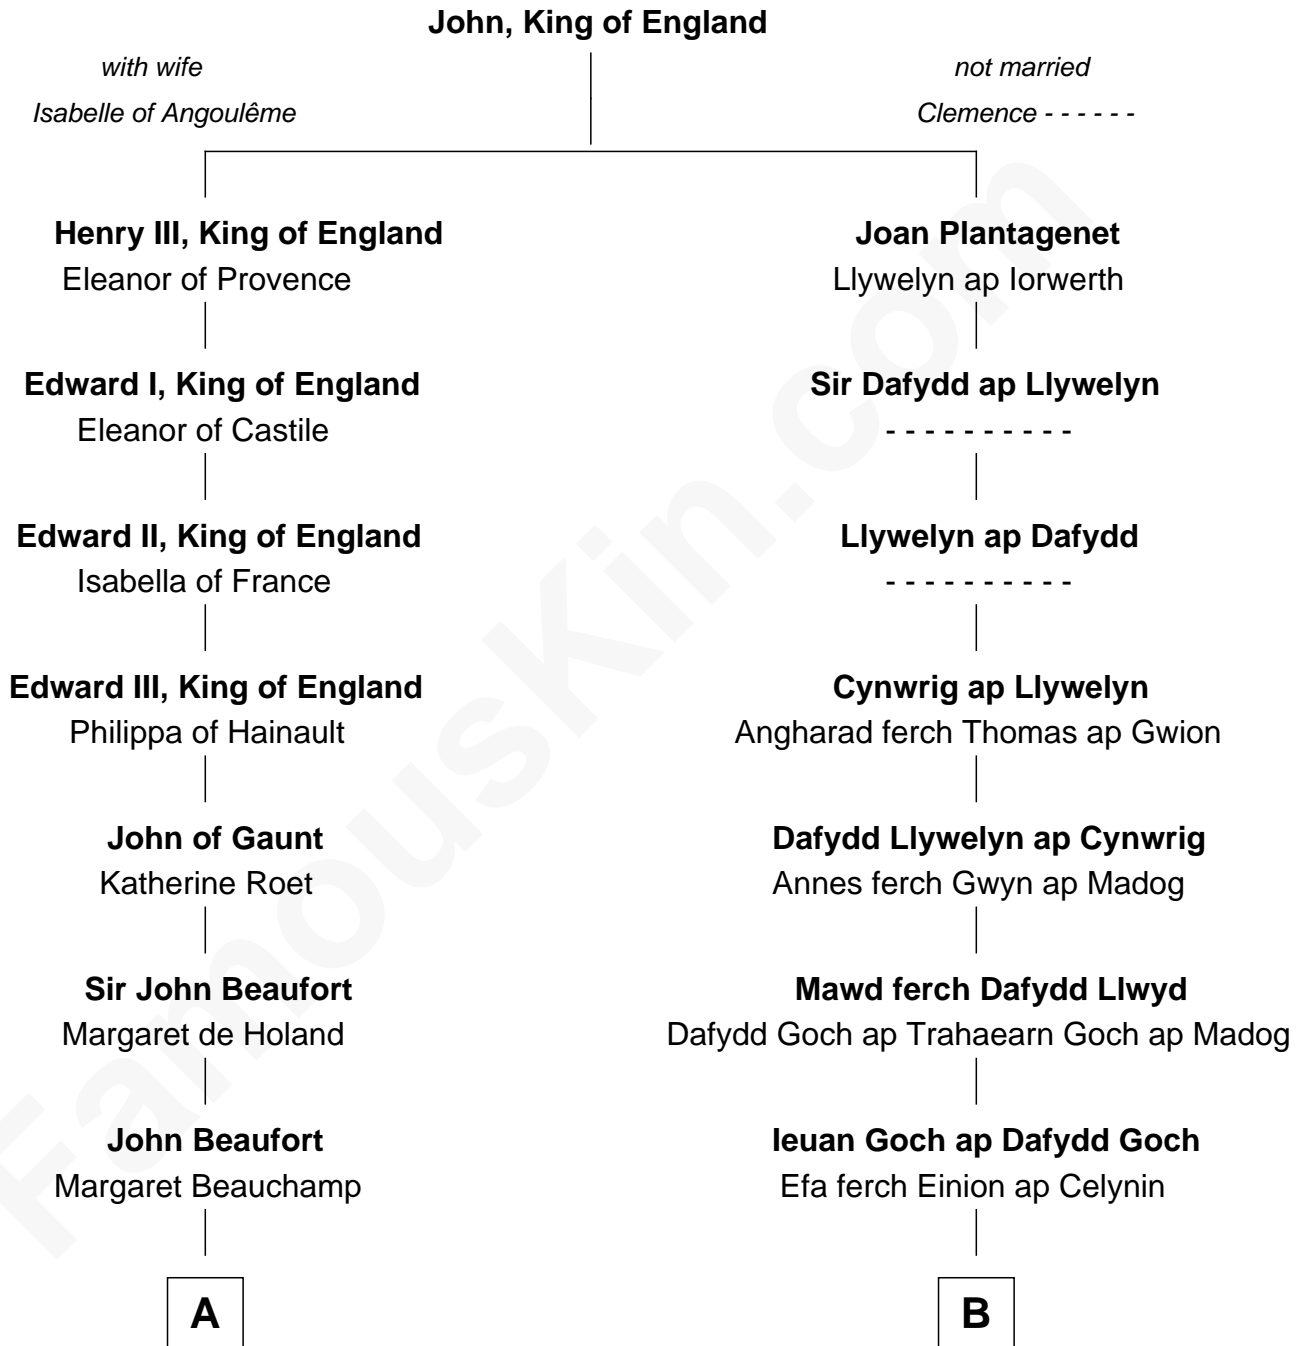 John, King of England
with wife
Isabelle of Angoulême
not married
Clemence - - - - - -
Henry III, King of England
Eleanor of Provence
Joan Plantagenet
Llywelyn ap Iorwerth
Edward I, King of England
Eleanor of Castile
Sir Dafydd ap Llywelyn
- - - - - - - - - -
Edward II, King of England
Isabella of France
Llywelyn ap Dafydd
- - - - - - - - - -
Edward III, King of England
Philippa of Hainault
Cynwrig ap Llywelyn
Angharad ferch Thomas ap Gwion
John of Gaunt
Katherine Roet
Dafydd Llywelyn ap Cynwrig
Annes ferch Gwyn ap Madog
Sir John Beaufort
Margaret de Holand
Mawd ferch Dafydd Llwyd
Dafydd Goch ap Trahaearn Goch ap Madog
John Beaufort
Margaret Beauchamp
Ieuan Goch ap Dafydd Goch
Efa ferch Einion ap Celynin
A
B
FamousKin.com